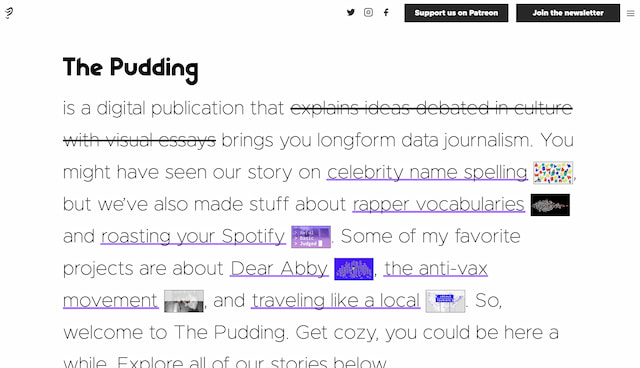 Support us on Patreon
Join the newsletter
The Pudding
is a digital publication that explains ideas debated in culture
with visual essays brings you longform data journalism. You
might have seen our story on celebrity name spelling ,
but we've also made stuff about rapper vocabularies
and roasting your Spotify . Some of my favorite
projects are about Dear Abby , the anti-vax
movement , and traveling like a local . So,
welcome to The Pudding. Get cozy, you could be here a
while. Explore all of our stories below